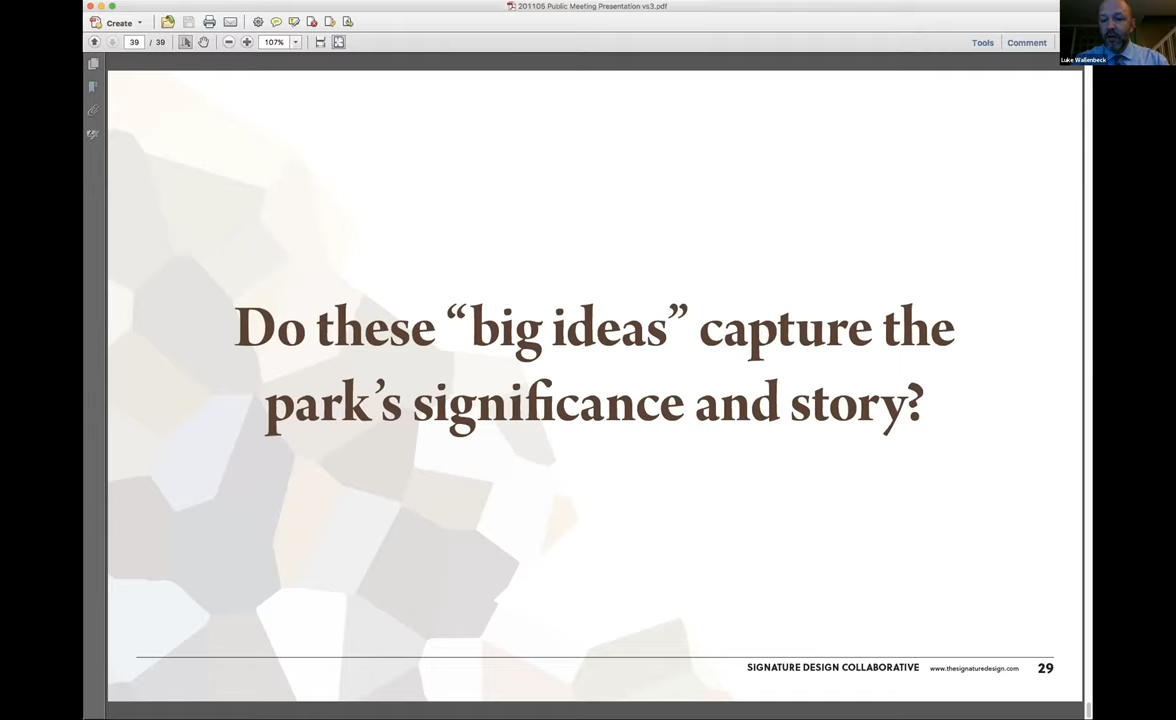 201105 Public Meeting Presentation vs3.pdf
Create
39 / 39
107%
Tools
Comment
Luke Wallenbeck
Do these “big ideas” capture the
park’s significance and story?
SIGNATURE DESIGN COLLABORATIVE www.thesignaturedesign.com 29